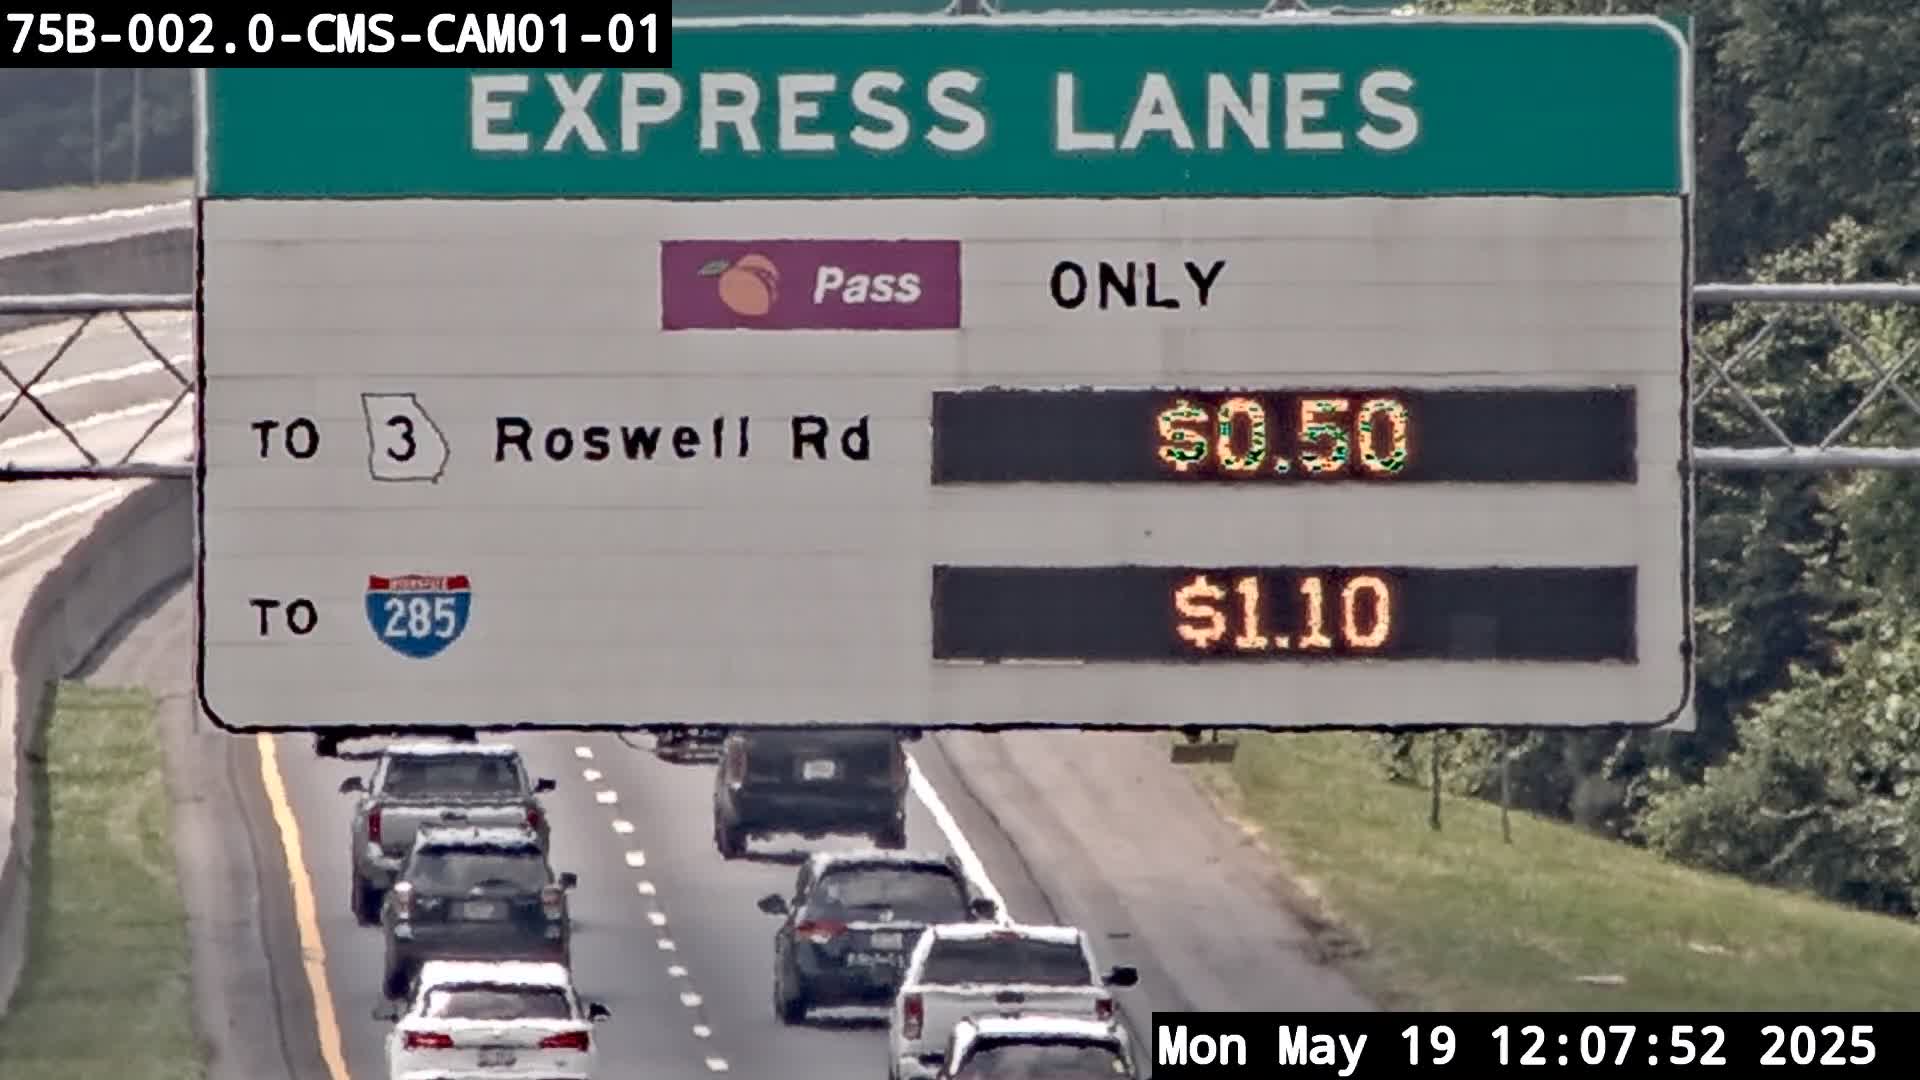 75B-002.0-CMS-CAM01-01
EXPRESS LANES
Pass ONLY
TO 3 Roswell Rd $0.50
INTERSTATE
TO 285 $1.10
Mon May 19 12:07:52 2025